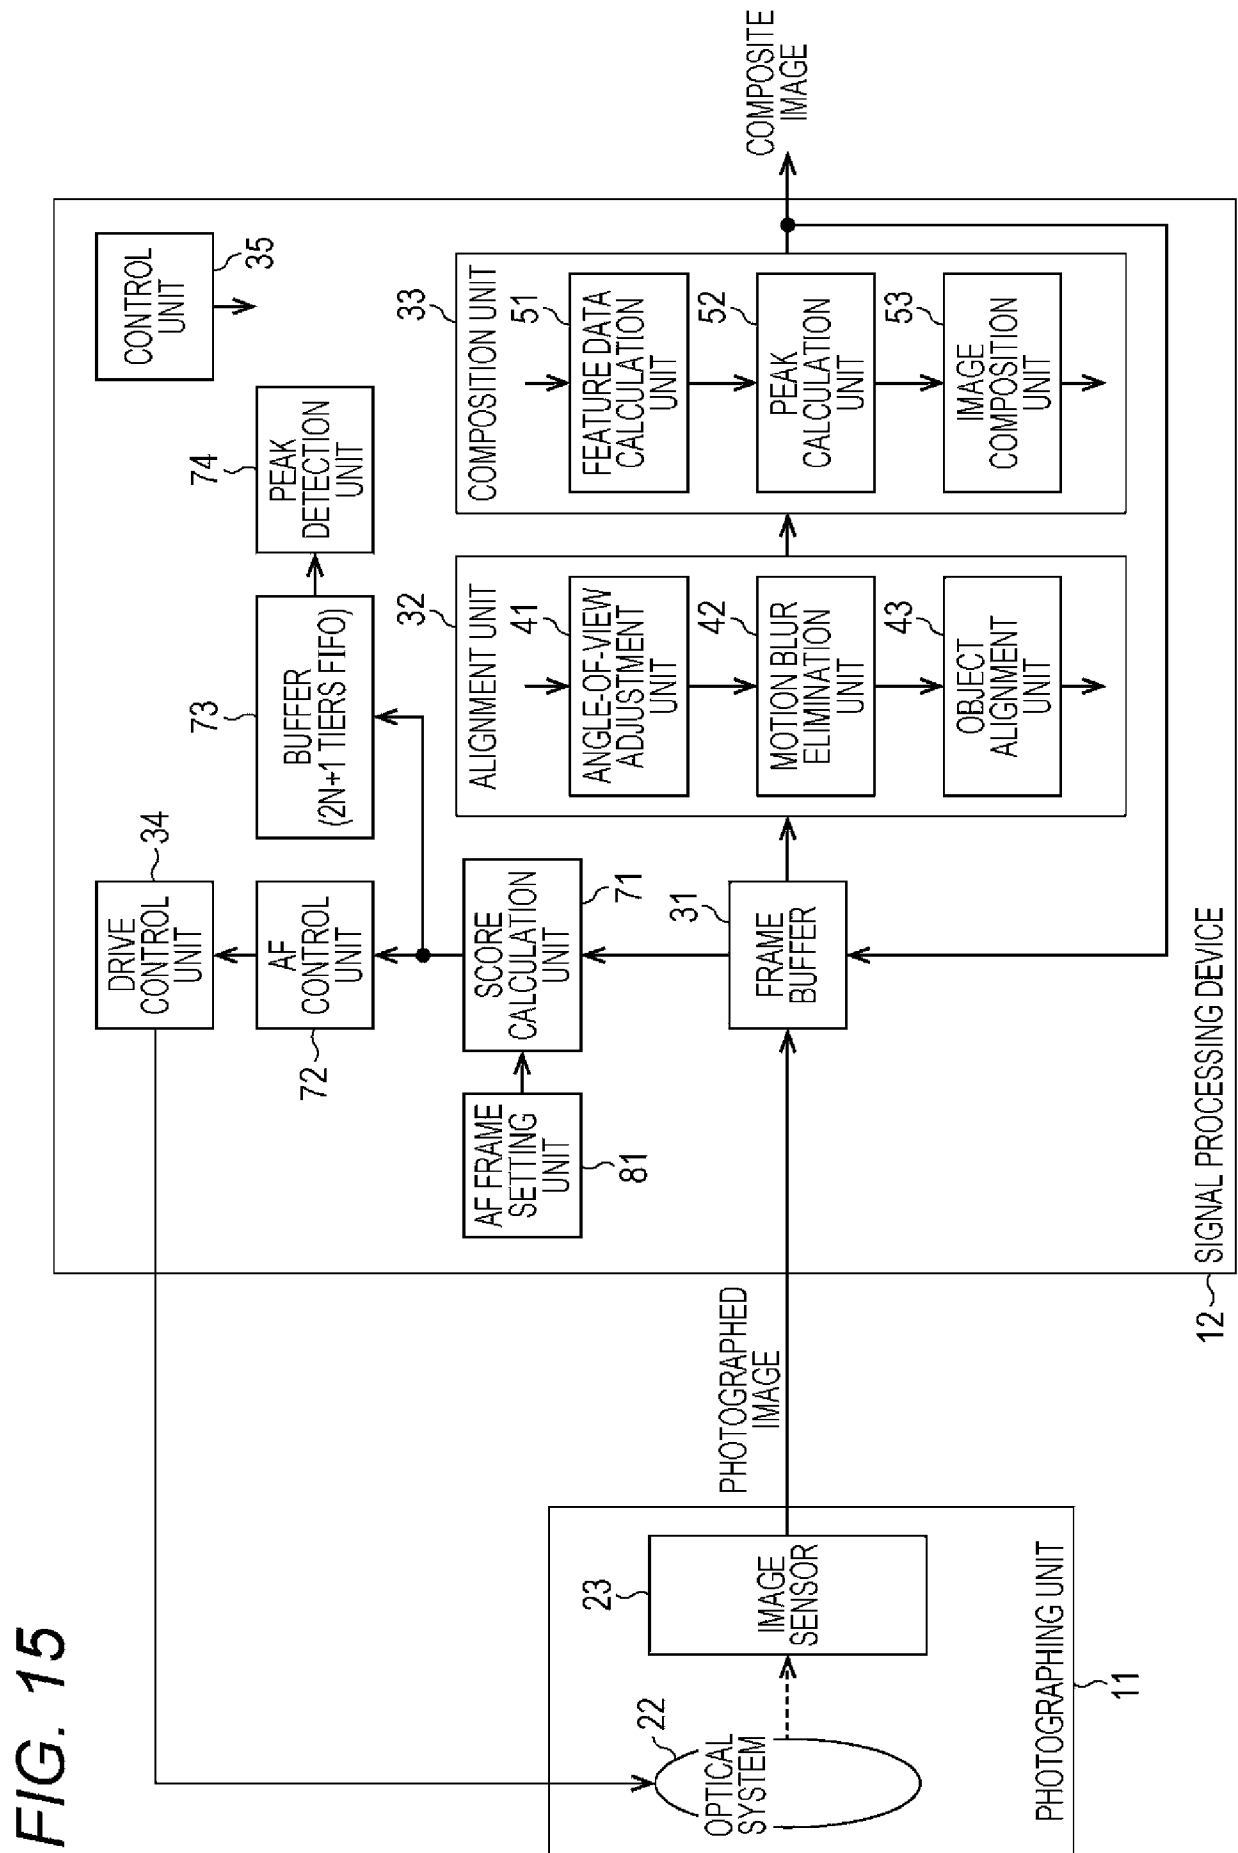 FIG. 15
PHOTOGRAPHING UNIT
11
OPTICAL
SYSTEM
22
IMAGE
SENSOR
23
PHOTOGRAPHED
IMAGE
12
SIGNAL PROCESSING DEVICE
DRIVE
CONTROL
UNIT
34
AF
CONTROL
UNIT
72
AF FRAME
SETTING
UNIT
81
SCORE
CALCULATION
UNIT
71
FRAME
BUFFER
31
BUFFER
(2N+1 TIERS FIFO)
73
PEAK
DETECTION
UNIT
74
CONTROL
UNIT
35
ALIGNMENT UNIT
32
ANGLE-OF-VIEW
ADJUSTMENT
UNIT
41
MOTION BLUR
ELIMINATION
UNIT
42
OBJECT
ALIGNMENT
UNIT
43
COMPOSITION UNIT
33
FEATURE DATA
CALCULATION
UNIT
51
PEAK
CALCULATION
UNIT
52
IMAGE
COMPOSITION
UNIT
53
COMPOSITE
IMAGE